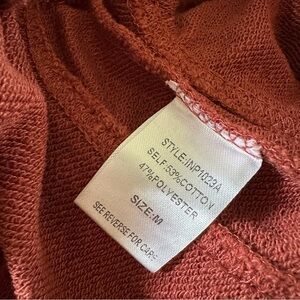 STYLE:INP1023A
SELF:53%COTTON
47%POLYESTER
SIZE:M
SEE REVERSE FOR CARE